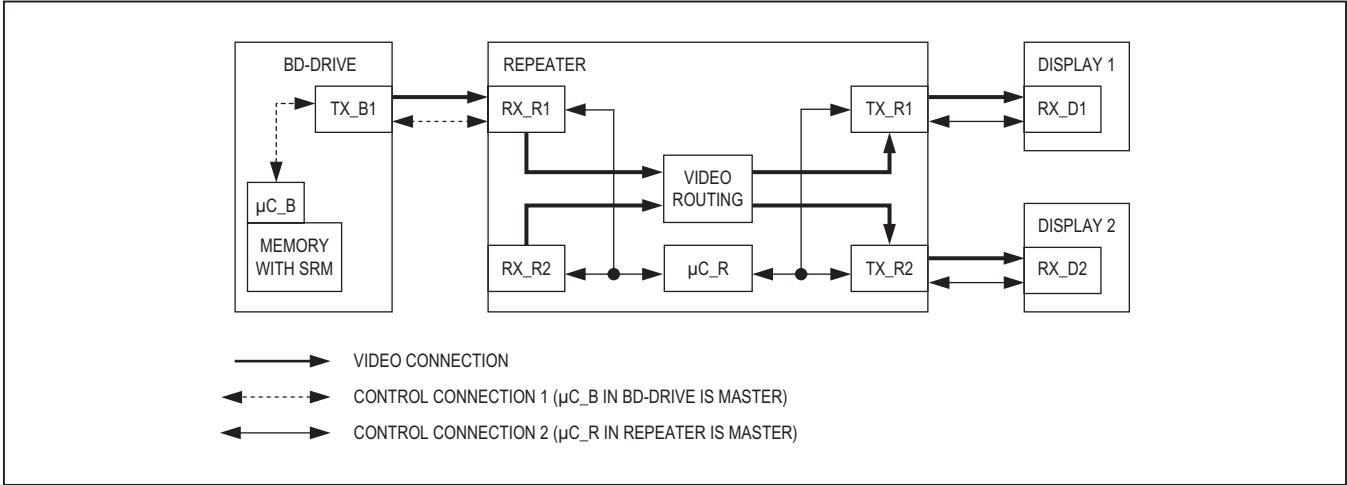 BD-DRIVE
TX_B1
µC_B
MEMORY
WITH SRM
REPEATER
RX_R1
RX_R2
VIDEO
ROUTING
µC_R
TX_R1
TX_R2
DISPLAY 1
RX_D1
DISPLAY 2
RX_D2
VIDEO CONNECTION
CONTROL CONNECTION 1 (µC_B IN BD-DRIVE IS MASTER)
CONTROL CONNECTION 2 (µC_R IN REPEATER IS MASTER)